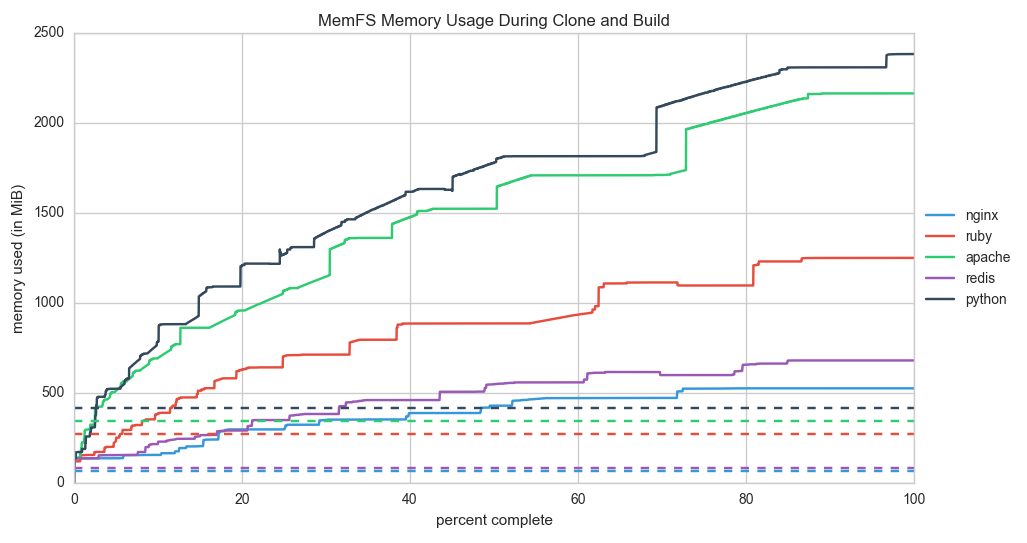 MemFS Memory Usage During Clone and Build
2500
2000
1500
1000
500
0
memory used (in MiB)
0 20 40 60 80 100
percent complete
nginx
ruby
apache
redis
python